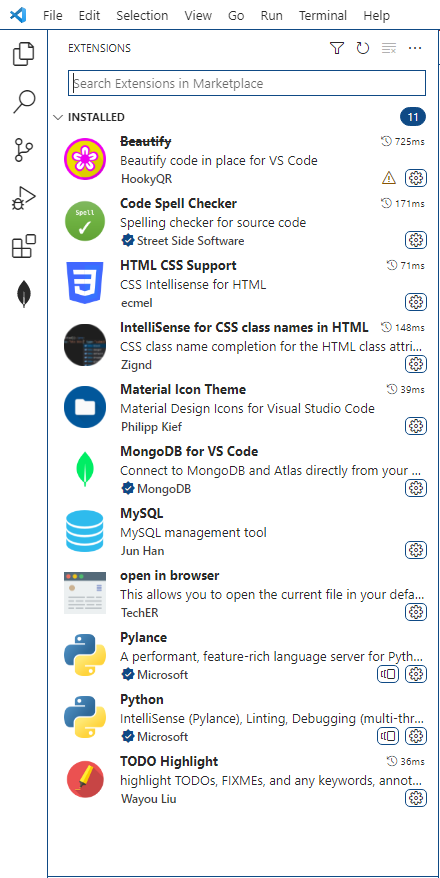 File Edit Selection View Go Run Terminal Help
EXTENSIONS
Search Extensions in Marketplace
INSTALLED 11
Beautify 725ms
Beautify code in place for VS Code
HookyQR
Spell
Code Spell Checker 171ms
Spelling checker for source code
Street Side Software
HTML CSS Support 71ms
CSS Intellisense for HTML
ecmel
IntelliSense for CSS class names in HTML 148ms
CSS class name completion for the HTML class attri...
Zignd
Material Icon Theme 39ms
Material Design Icons for Visual Studio Code
Philipp Kief
MongoDB for VS Code
Connect to MongoDB and Atlas directly from your ...
MongoDB
MySQL
MySQL management tool
Jun Han
open in browser
This allows you to open the current file in your defa...
TechER
Pylance
A performant, feature-rich language server for Pyth...
Microsoft
Python
IntelliSense (Pylance), Linting, Debugging (multi-thr...
Microsoft
TODO Highlight 36ms
highlight TODOs, FIXMEs, and any keywords, annot...
Wayou Liu